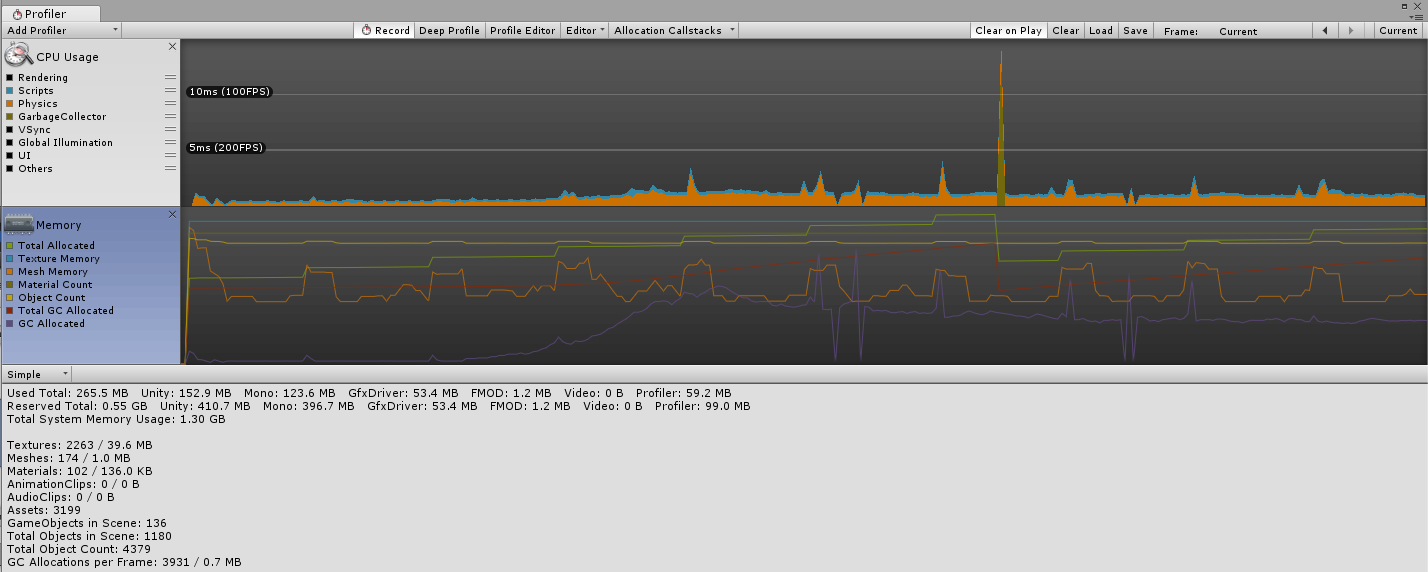 Profiler
Add Profiler Record Deep Profile Profile Editor Editor Allocation Callstacks Clear on Play Clear Load Save Frame: Current Current
CPU Usage
Rendering
Scripts
Physics
GarbageCollector
VSync
Global Illumination
UI
Others
10ms (100FPS)
5ms (200FPS)
Memory
Total Allocated
Texture Memory
Mesh Memory
Material Count
Object Count
Total GC Allocated
GC Allocated
Simple
Used Total: 265.5 MB Unity: 152.9 MB Mono: 123.6 MB GfxDriver: 53.4 MB FMOD: 1.2 MB Video: 0 B Profiler: 59.2 MB
Reserved Total: 0.55 GB Unity: 410.7 MB Mono: 396.7 MB GfxDriver: 53.4 MB FMOD: 1.2 MB Video: 0 B Profiler: 99.0 MB
Total System Memory Usage: 1.30 GB
Textures: 2263 / 39.6 MB
Meshes: 174 / 1.0 MB
Materials: 102 / 136.0 KB
AnimationClips: 0 / 0 B
AudioClips: 0 / 0 B
Assets: 3199
GameObjects in Scene: 136
Total Objects in Scene: 1180
Total Object Count: 4379
GC Allocations per Frame: 3931 / 0.7 MB